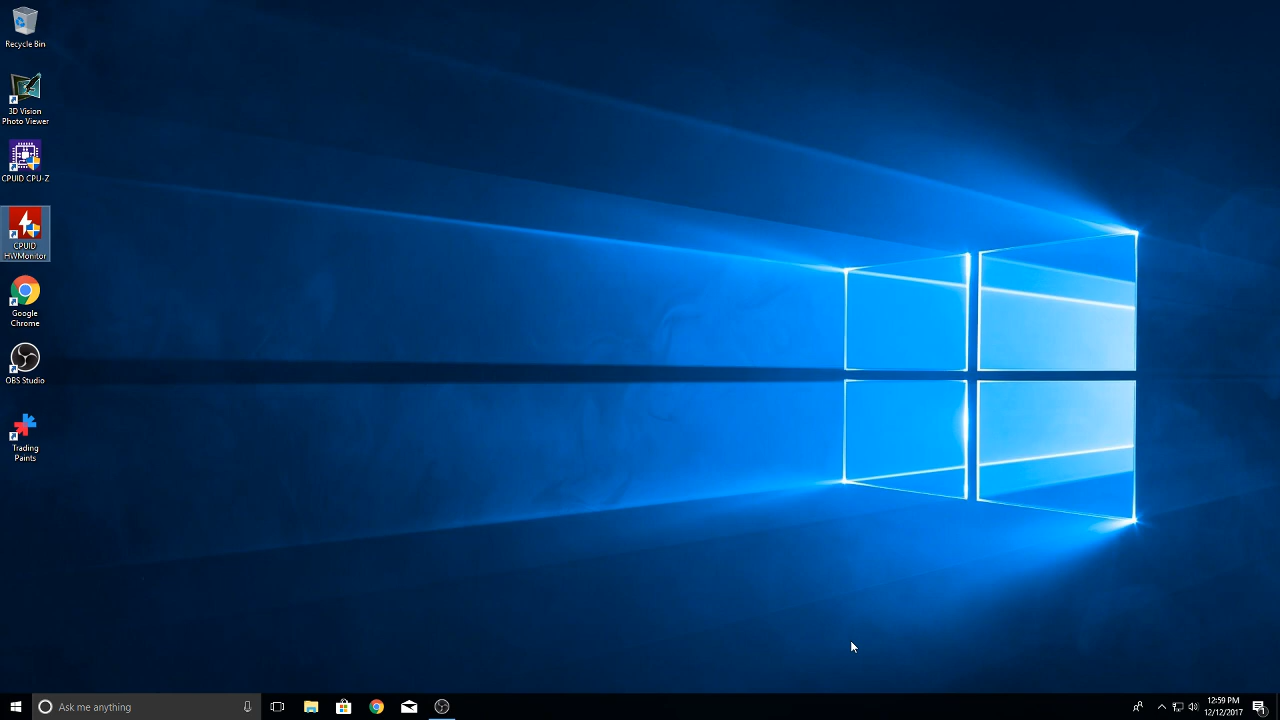 Recycle Bin
3D Vision
Photo Viewer
CPUID CPU-Z
CPUID
HWMonitor
Google
Chrome
OBS Studio
Trading
Paints
Ask me anything
12:59 PM
12/12/2017
1